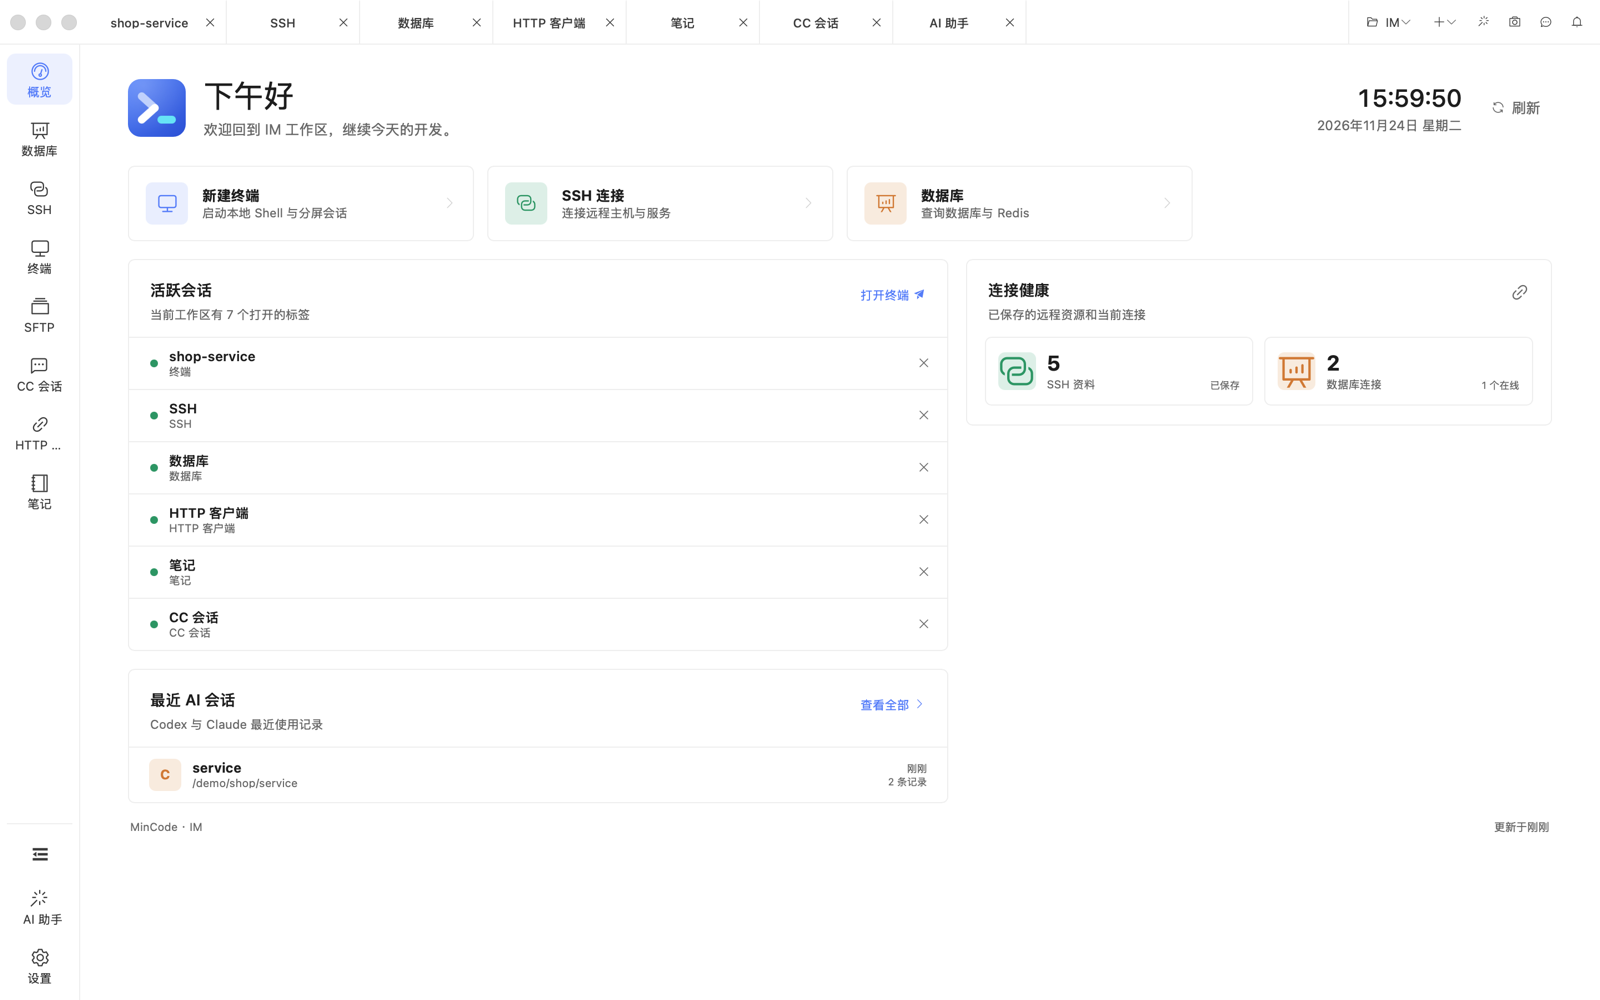 shop-service
SSH
数据库
HTTP 客户端
笔记
CC 会话
AI 助手
IM
概览
数据库
SSH
终端
SFTP
CC 会话
HTTP ...
笔记
AI 助手
设置
下午好
欢迎回到 IM 工作区，继续今天的开发。
15:59:50
2026年11月24日 星期二
刷新
新建终端
启动本地 Shell 与分屏会话
SSH 连接
连接远程主机与服务
数据库
查询数据库与 Redis
活跃会话
当前工作区有 7 个打开的标签
打开终端
shop-service
终端
SSH
SSH
数据库
数据库
HTTP 客户端
HTTP 客户端
笔记
笔记
CC 会话
CC 会话
连接健康
已保存的远程资源和当前连接
5
SSH 资料
已保存
2
数据库连接
1 个在线
最近 AI 会话
Codex 与 Claude 最近使用记录
查看全部
C
service
/demo/shop/service
刚刚
2 条记录
MinCode · IM
更新于刚刚